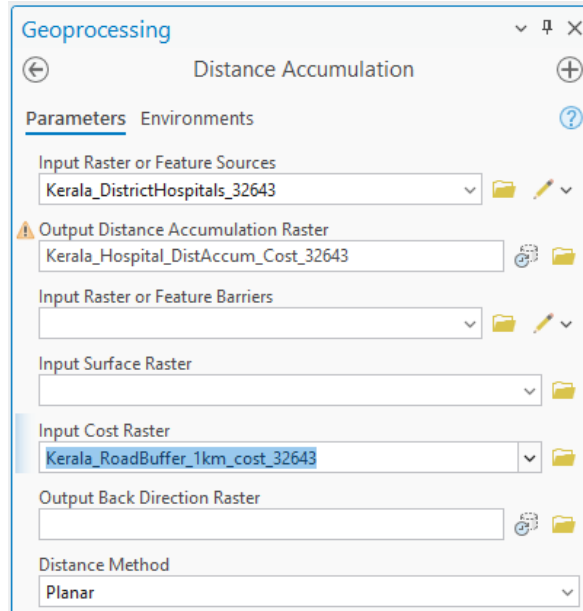 Geoprocessing
Distance Accumulation
Parameters Environments
Input Raster or Feature Sources
Kerala_DistrictHospitals_32643
Output Distance Accumulation Raster
Kerala_Hospital_DistAccum_Cost_32643
Input Raster or Feature Barriers
Input Surface Raster
Input Cost Raster
Kerala_RoadBuffer_1km_cost_32643
Output Back Direction Raster
Distance Method
Planar